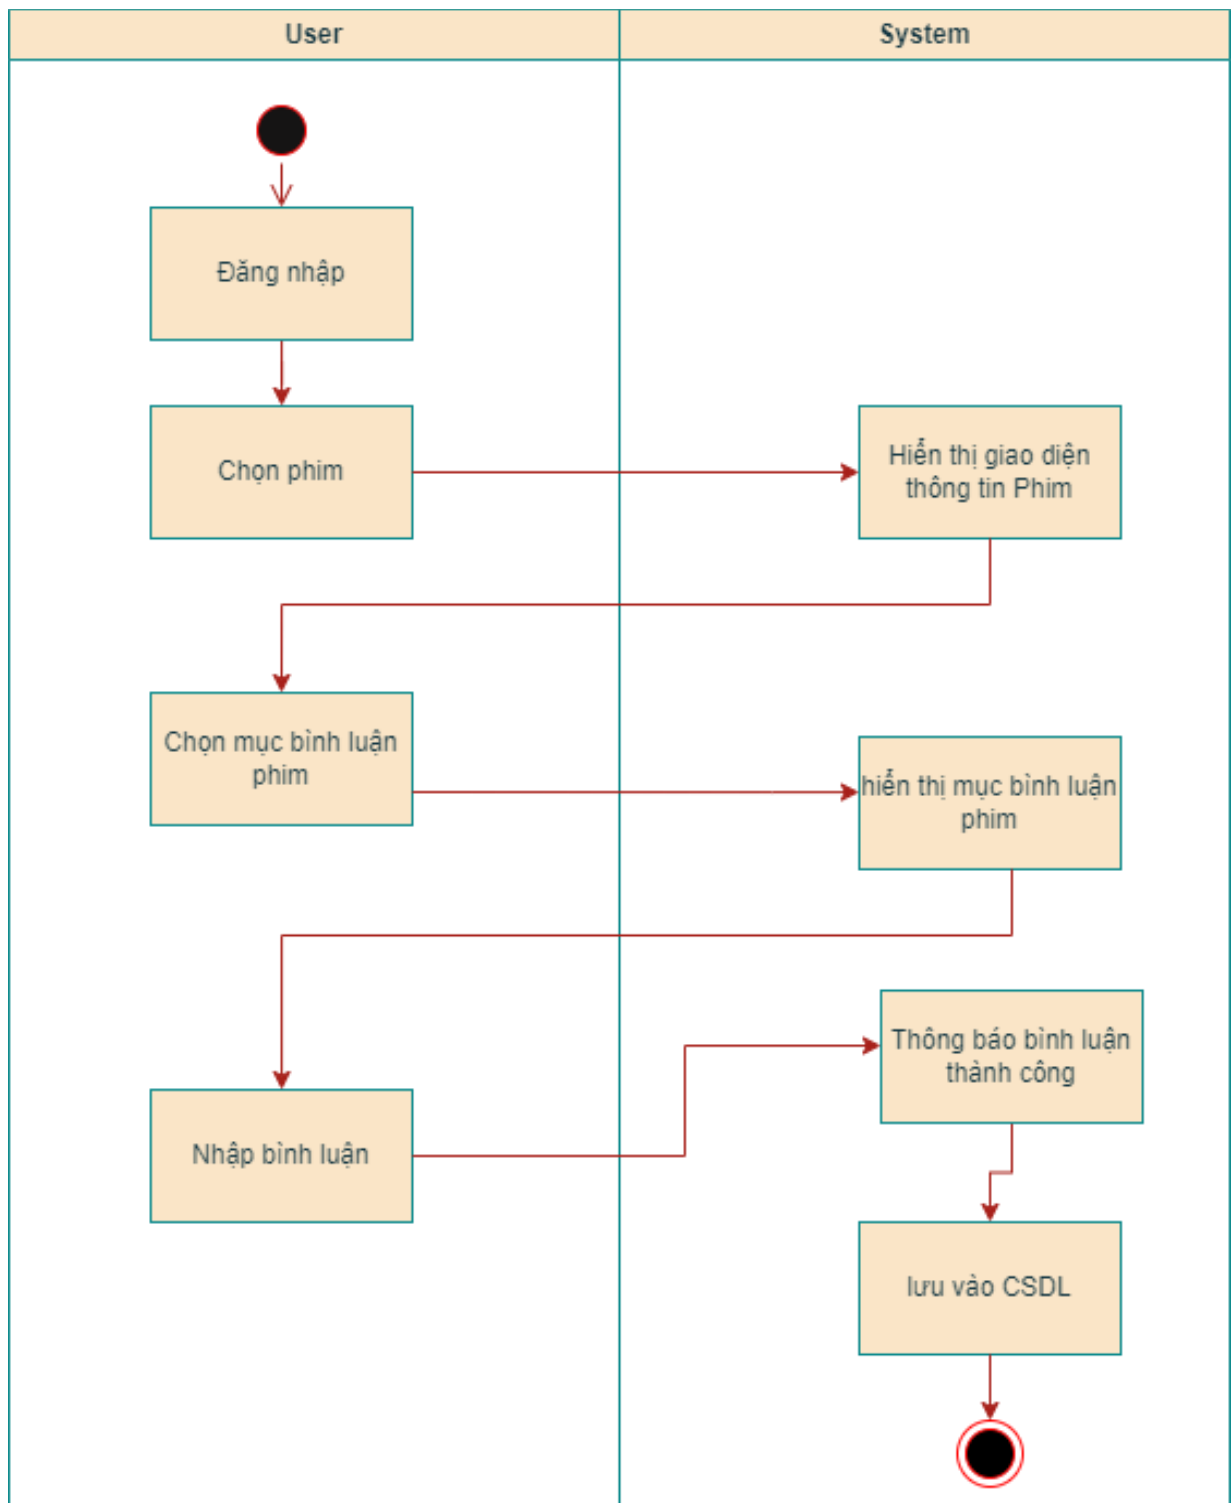 User
System
Đăng nhập
Chọn phim
Hiển thị giao diện
thông tin Phim
Chọn mục bình luận
phim
hiển thị mục bình luận
phim
Thông báo bình luận
thành công
Nhập bình luận
lưu vào CSDL